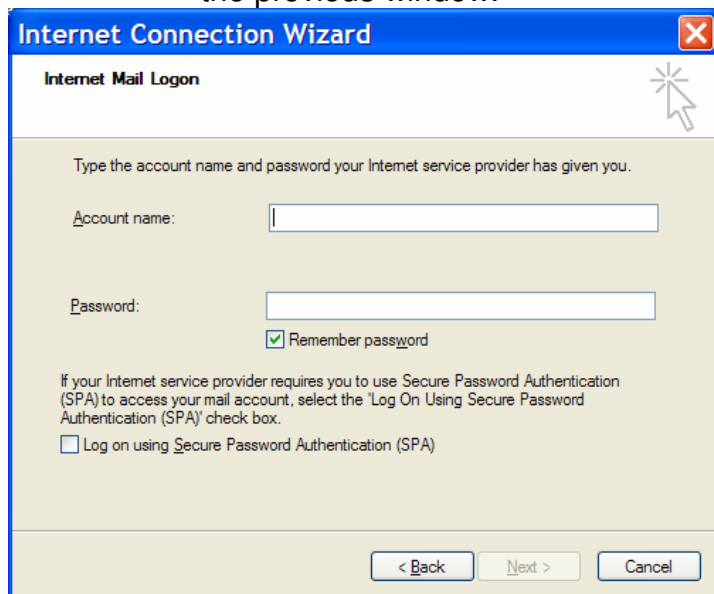 the previous window
Internet Connection Wizard
Internet Mail Logon
Type the account name and password your Internet service provider has given you.
Account name:
Password:
Remember password
If your Internet service provider requires you to use Secure Password Authentication
(SPA) to access your mail account, select the 'Log On Using Secure Password
Authentication (SPA)' check box.
Log on using Secure Password Authentication (SPA)
< Back Next > Cancel